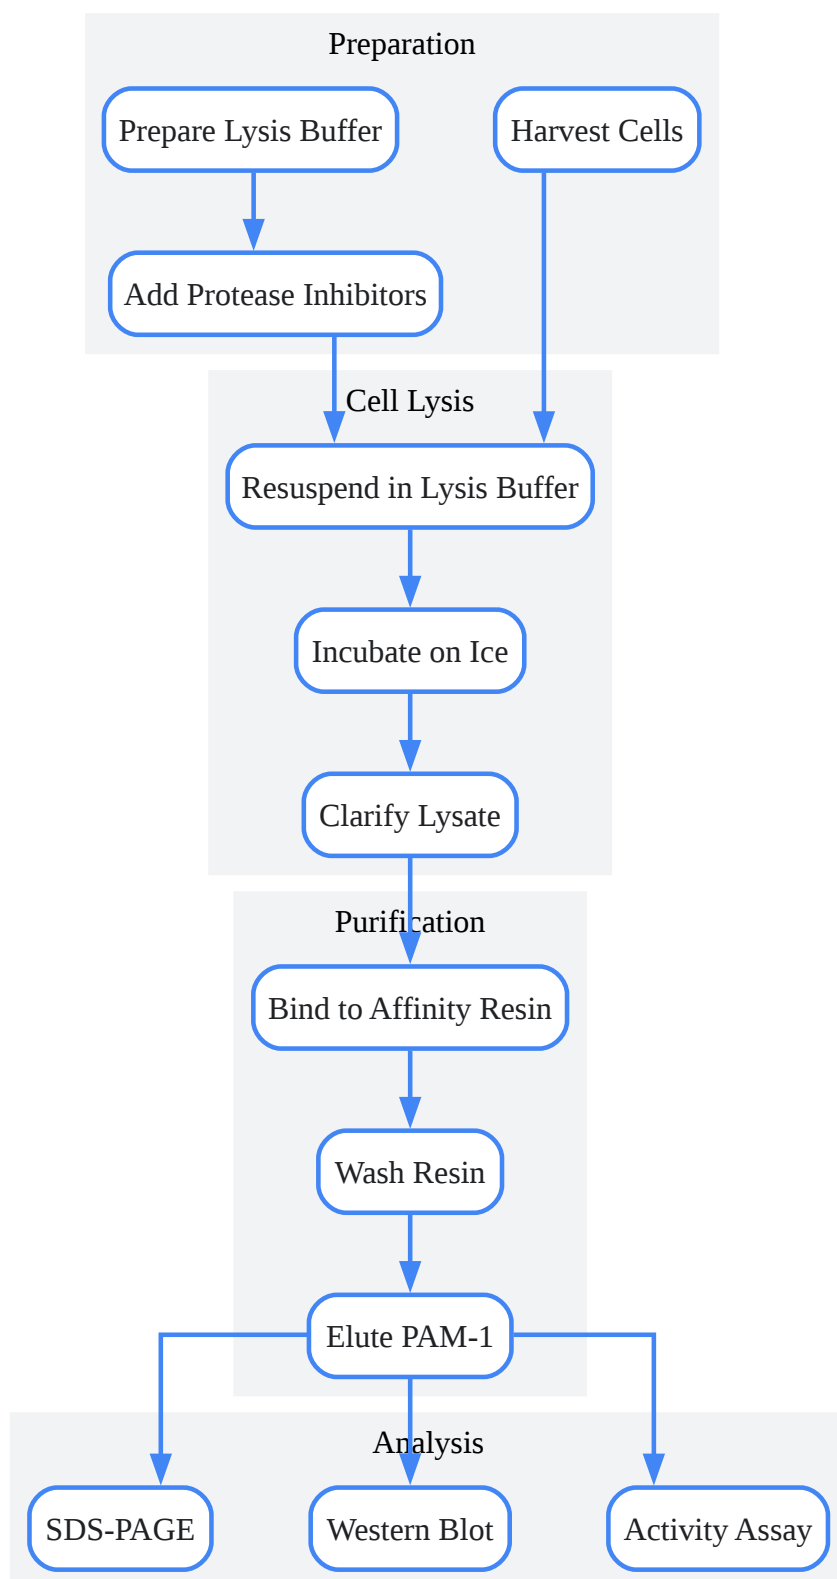 Preparation
Prepare Lysis Buffer
Harvest Cells
Add Protease Inhibitors
Cell Lysis
Resuspend in Lysis Buffer
Incubate on Ice
Clarify Lysate
Purification
Bind to Affinity Resin
Wash Resin
Elute PAM-1
Analysis
SDS-PAGE
Western Blot
Activity Assay